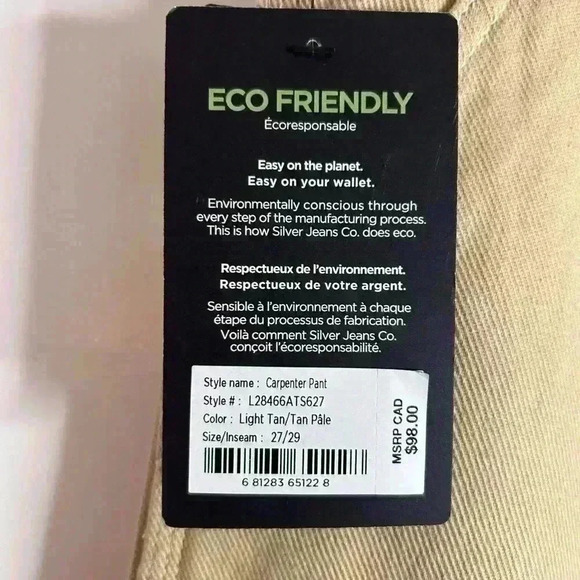 ECO FRIENDLY
Écoresponsable
Easy on the planet.
Easy on your wallet.
Environmentally conscious through
every step of the manufacturing process.
This is how Silver Jeans Co. does eco.
Respectueux de l'environnement.
Respectueux de votre argent.
Sensible à l'environnement à chaque
étape du processus de fabrication.
Voilà comment Silver Jeans Co.
conçoit l'écoresponsabilité.
Style name : Carpenter Pant
Style # : L28466ATS627
Color : Light Tan/Tan Pâle
Size/Inseam : 27/29
6 81283 65122 8
MSRP CAD
$98.00